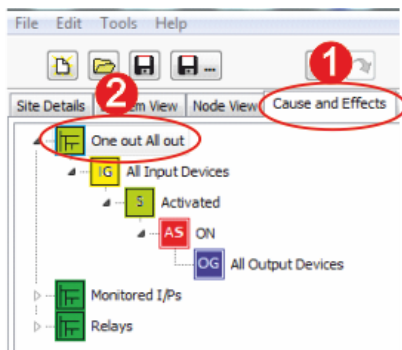 File Edit Tools Help
1
2
Site Details em View Node View Cause and Effects
One out All out
IG All Input Devices
S Activated
AS ON
OG All Output Devices
Monitored I/Ps
Relays